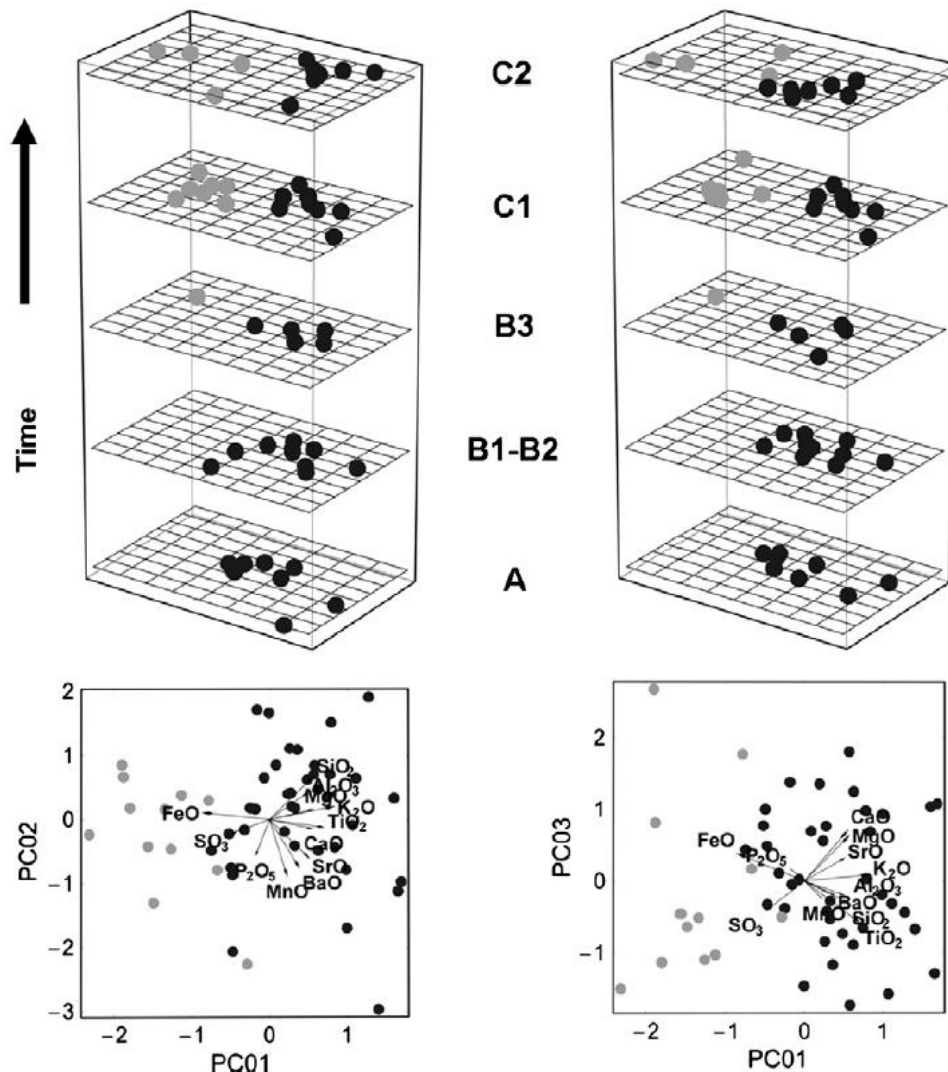 C2
C1
B3
B1-B2
A
Time
2
1
0
−1
−2
−3
PC02
SiO2
Al2O3
MgO
K2O
FeO
TiO2
SO3
CaO
SrO
P2O5
BaO
MnO
−2
−1
0
1
PC01
2
1
0
−1
PC03
CaO
MgO
FeO
SrO
P2O5
K2O
Al2O3
BaO
MnO
SiO2
SO3
TiO2
−2
−1
0
1
PC01